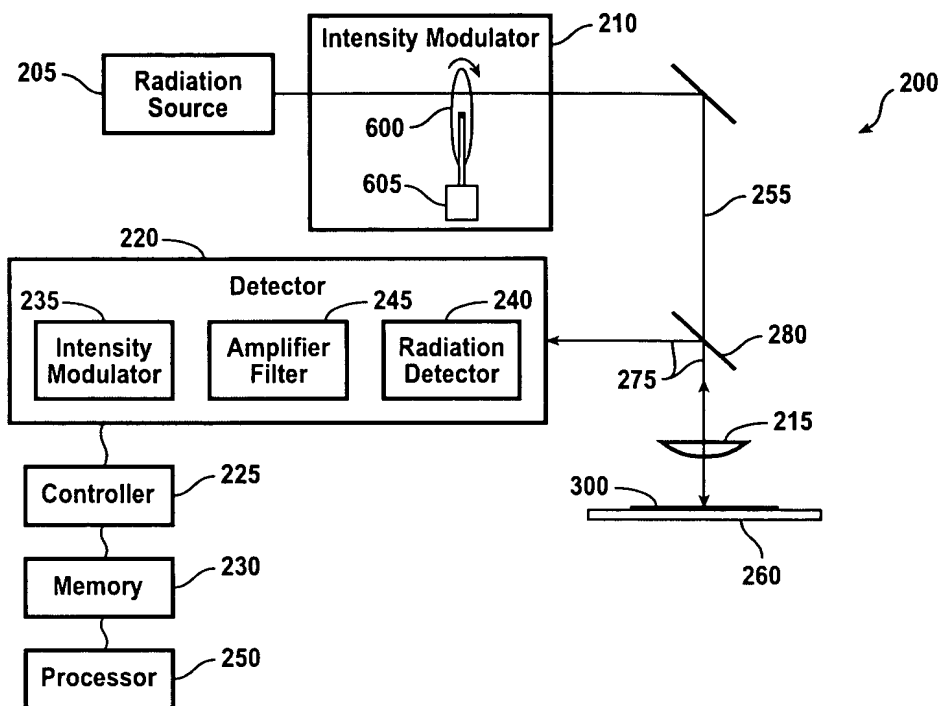 Intensity Modulator
210
205
Radiation
Source
200
600
605
255
220
Detector
235
245
240
Intensity
Modulator
Amplifier
Filter
Radiation
Detector
280
275
215
Controller
225
300
260
Memory
230
Processor
250